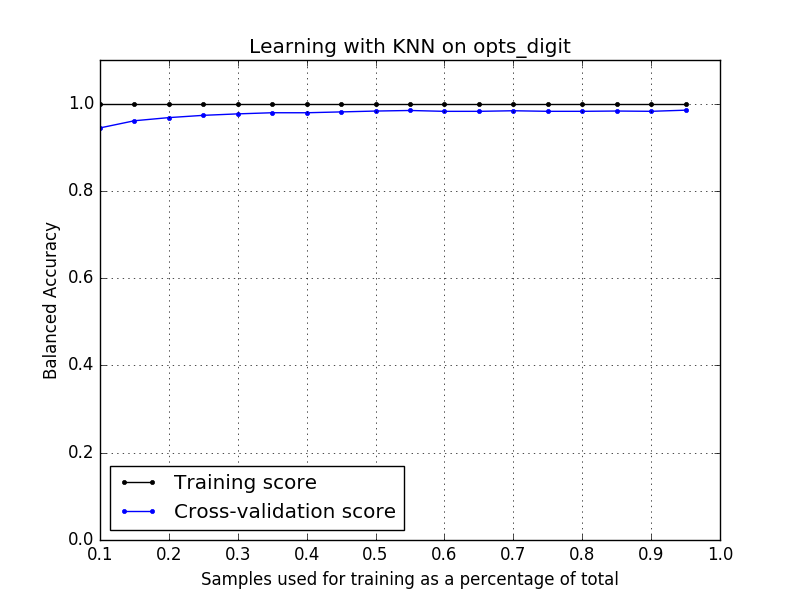 Learning with KNN on opts_digit
Balanced Accuracy
1.0
0.8
0.6
0.4
0.2
0.0
Training score
Cross-validation score
0.1 0.2 0.3 0.4 0.5 0.6 0.7 0.8 0.9 1.0
Samples used for training as a percentage of total